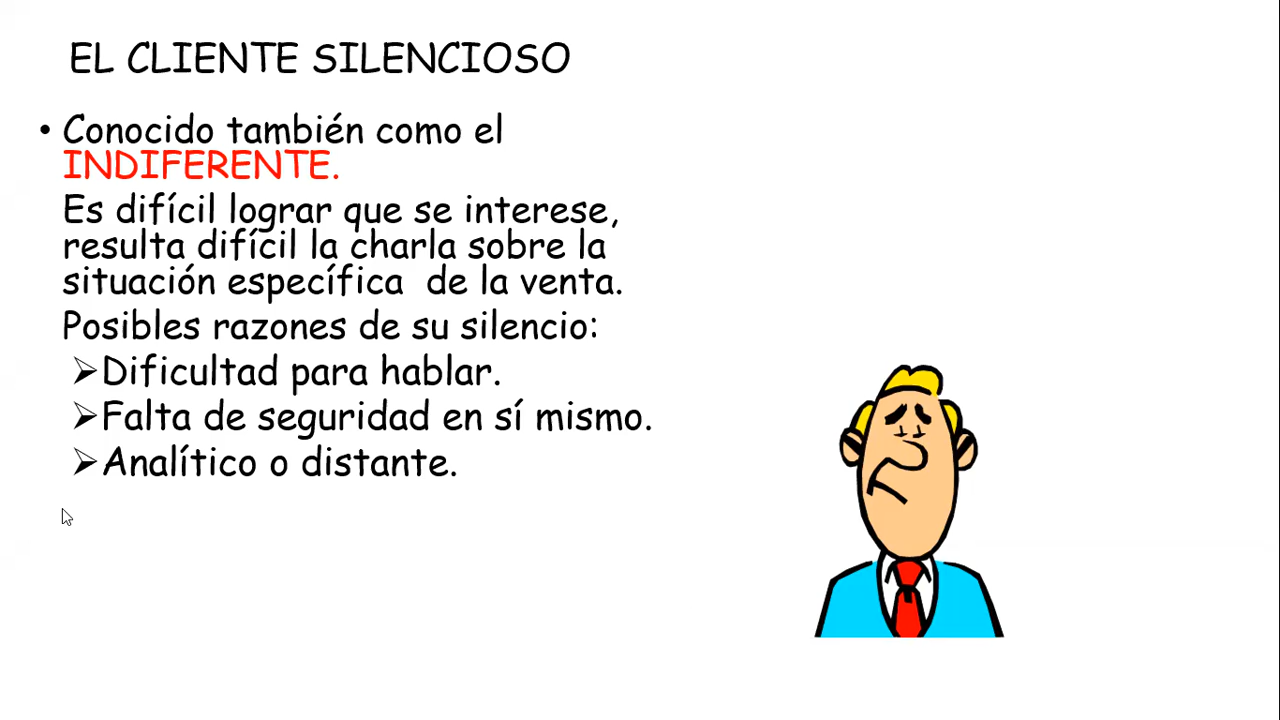 EL CLIENTE SILENCIOSO
• Conocido también como el
INDIFERENTE.
Es difícil lograr que se interese,
resulta difícil la charla sobre la
situación específica  de la venta.
Posibles razones de su silencio:
➢Dificultad para hablar.
➢Falta de seguridad en sí mismo.
➢Analítico o distante.